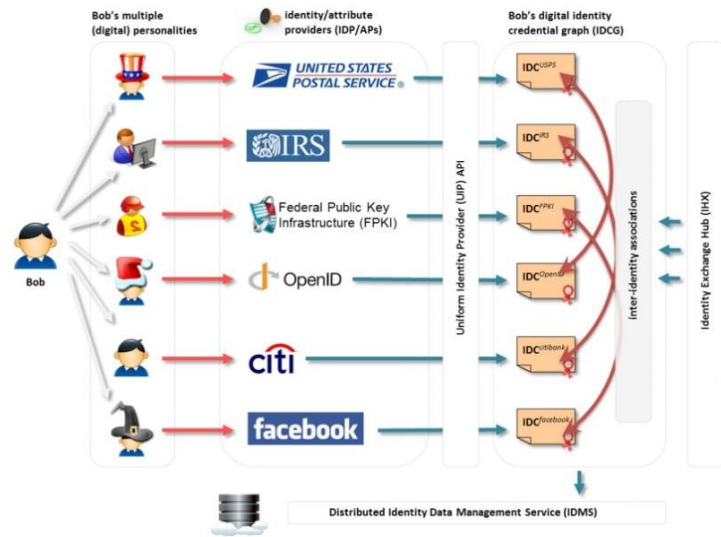 Bob's multiple
(digital) personalities
identity/attribute
providers (IDP/APs)
Bob's digital identity
credential graph (IDCG)
UNITED STATES
POSTAL SERVICE®
IDC^USPS
IRS
IDC^IRS
Federal Public Key
Infrastructure (FPKI)
IDC^FPKI
Bob
OpenID
IDC^OpenID
citi
IDC^citibank
facebook
IDC^facebook
Uniform Identity Provider (UIP) API
inter-identity associations
Identity Exchange Hub (IHX)
Distributed Identity Data Management Service (IDMS)